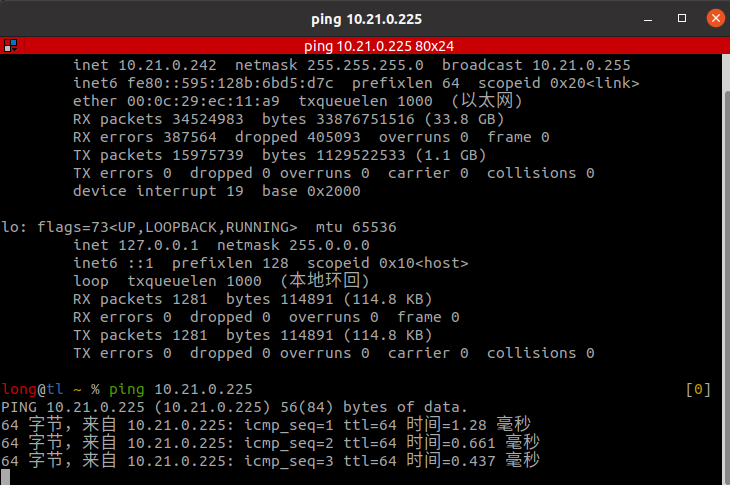 ping 10.21.0.225
ping 10.21.0.225 80x24
inet 10.21.0.242 netmask 255.255.255.0 broadcast 10.21.0.255
inet6 fe80::595:128b:6bd5:d7c prefixlen 64 scopeid 0x20<link>
ether 00:0c:29:ec:11:a9 txqueuelen 1000 (以太网)
RX packets 34524983 bytes 33876751516 (33.8 GB)
RX errors 387564 dropped 405093 overruns 0 frame 0
TX packets 15975739 bytes 1129522533 (1.1 GB)
TX errors 0 dropped 0 overruns 0 carrier 0 collisions 0
device interrupt 19 base 0x2000
lo: flags=73<UP,LOOPBACK,RUNNING> mtu 65536
inet 127.0.0.1 netmask 255.0.0.0
inet6 ::1 prefixlen 128 scopeid 0x10<host>
loop txqueuelen 1000 (本地环回)
RX packets 1281 bytes 114891 (114.8 KB)
RX errors 0 dropped 0 overruns 0 frame 0
TX packets 1281 bytes 114891 (114.8 KB)
TX errors 0 dropped 0 overruns 0 carrier 0 collisions 0
long@tl ~ % ping 10.21.0.225 [0]
PING 10.21.0.225 (10.21.0.225) 56(84) bytes of data.
64 字节，来自 10.21.0.225: icmp_seq=1 ttl=64 时间=1.28 毫秒
64 字节，来自 10.21.0.225: icmp_seq=2 ttl=64 时间=0.661 毫秒
64 字节，来自 10.21.0.225: icmp_seq=3 ttl=64 时间=0.437 毫秒